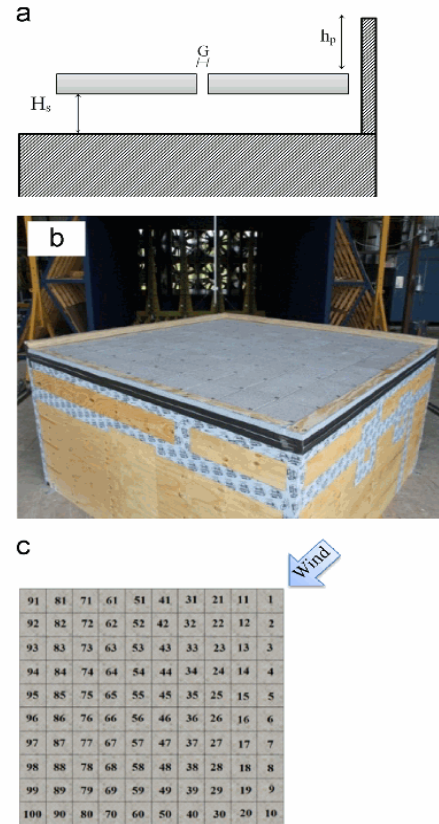 a
G
hp
Hs
b
c
Wind
91 81 71 61 51 41 31 21 11 1
92 82 72 62 52 42 32 22 12 2
93 83 73 63 53 43 33 23 13 3
94 84 74 64 54 44 34 24 14 4
95 85 75 65 55 45 35 25 15 5
96 86 76 66 56 46 36 26 16 6
97 87 77 67 57 47 37 27 17 7
98 88 78 68 58 48 38 28 18 8
99 89 79 69 59 49 39 29 19 9
100 90 80 70 60 50 40 30 20 10